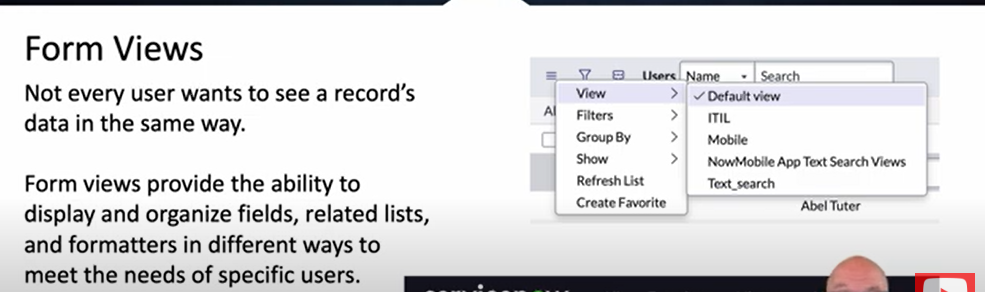 Form Views
Not every user wants to see a record's
data in the same way.
Form views provide the ability to
display and organize fields, related lists,
and formatters in different ways to
meet the needs of specific users.
Users Name Search
View
Filters
Group By
Show
Refresh List
Create Favorite
Default view
ITIL
Mobile
NowMobile App Text Search Views
Text_search
Abel Tuter